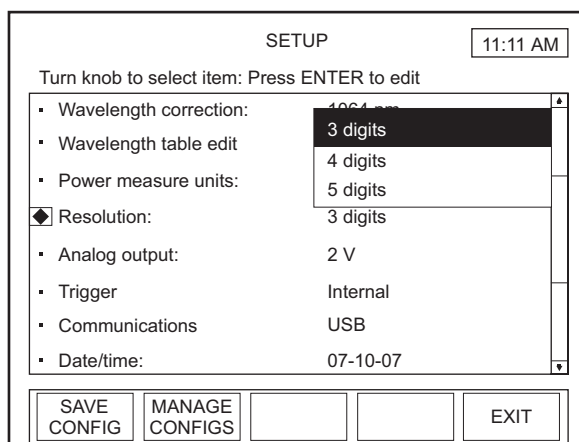 SETUP
11:11 AM
Turn knob to select item: Press ENTER to edit
Wavelength correction:
3 digits
Wavelength table edit
4 digits
Power measure units:
5 digits
Resolution: 3 digits
Analog output: 2 V
Trigger Internal
Communications USB
Date/time: 07-10-07
SAVE CONFIG
MANAGE CONFIGS
EXIT